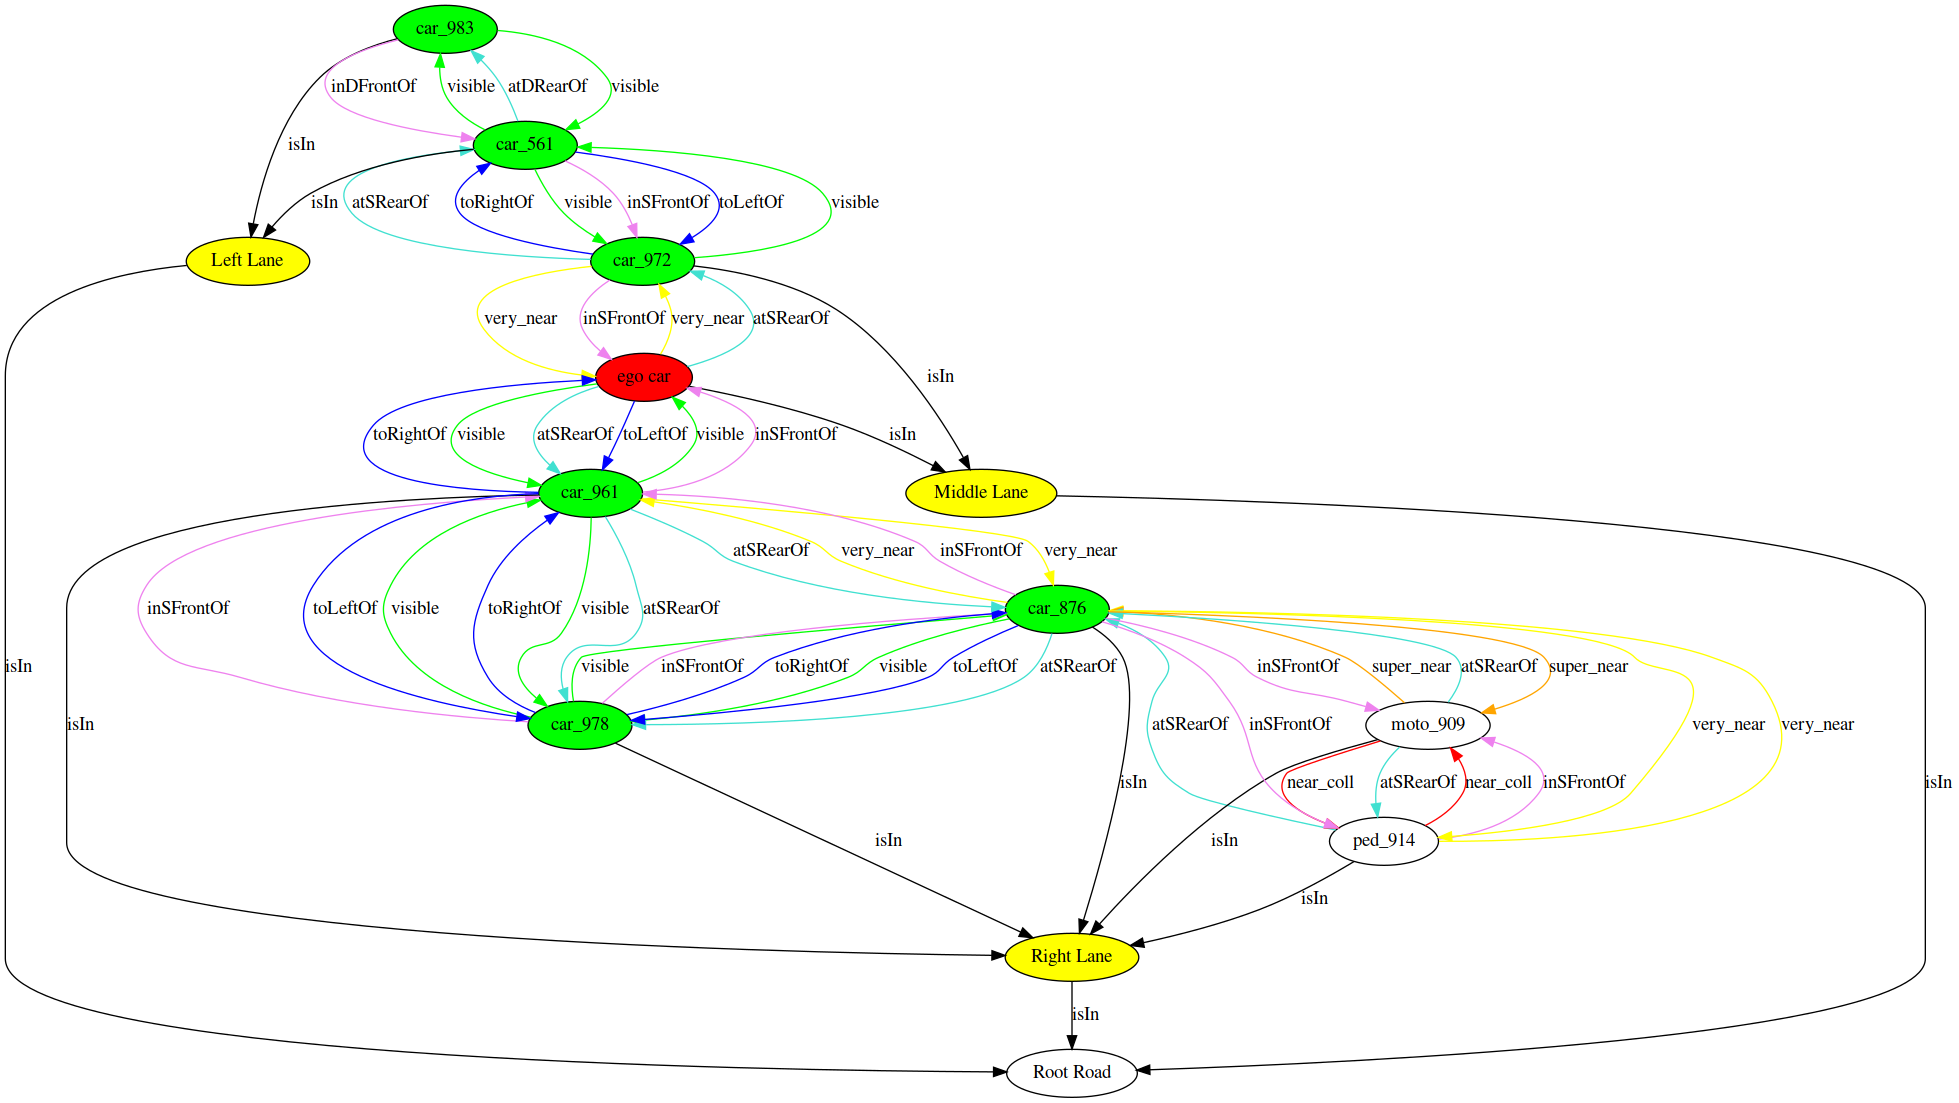 car_983
inDFrontOf
visible
atDRearOf
visible
isIn
car_561
isIn
atSRearOf
toRightOf
visible
inSFrontOf
toLeftOf
visible
Left Lane
car_972
very_near
inSFrontOf
very_near
atSRearOf
isIn
ego car
toRightOf
visible
atSRearOf
toLeftOf
visible
inSFrontOf
isIn
car_961
Middle Lane
atSRearOf
very_near
inSFrontOf
very_near
inSFrontOf
toLeftOf
visible
toRightOf
visible
atSRearOf
car_876
isIn
visible
inSFrontOf
toRightOf
visible
toLeftOf
atSRearOf
inSFrontOf
super_near
atSRearOf
super_near
isIn
car_978
atSRearOf
inSFrontOf
moto_909
very_near
very_near
isIn
near_coll
atSRearOf
near_coll
inSFrontOf
isIn
isIn
isIn
ped_914
isIn
Right Lane
isIn
Root Road